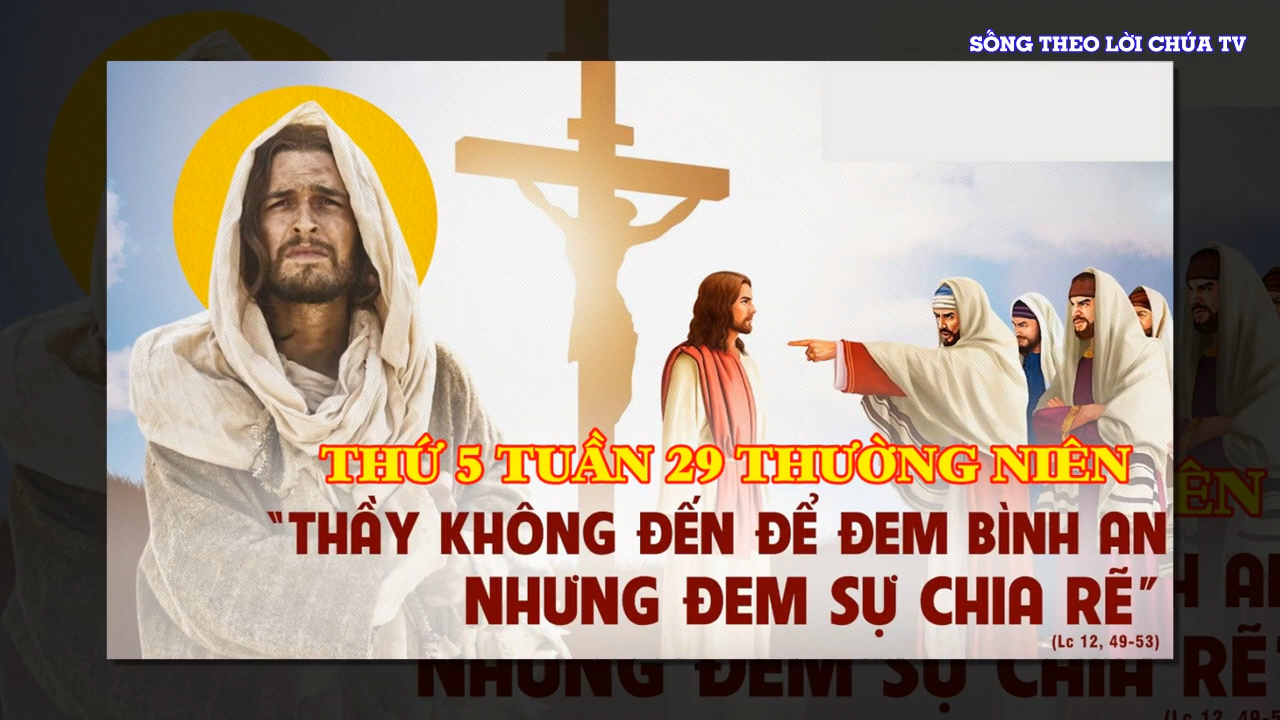 SỐNG THEO LỜI CHÚA TV
THỨ 5 TUẦN 29 THƯỜNG NIÊN
"THẦY KHÔNG ĐẾN ĐỂ ĐEM BÌNH AN
NHƯNG ĐEM SỰ CHIA RẼ"
(Lc 12, 49-53)